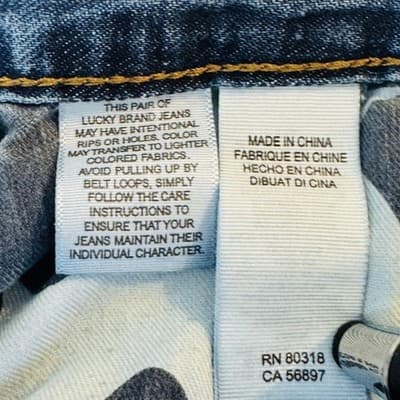 THIS PAIR OF
LUCKY BRAND JEANS
MAY HAVE INTENTIONAL
RIPS OR HOLES. COLOR
MAY TRANSFER TO LIGHTER
COLORED FABRICS.
AVOID PULLING UP BY
BELT LOOPS, SIMPLY
FOLLOW THE CARE
INSTRUCTIONS TO
ENSURE THAT YOUR
JEANS MAINTAIN THEIR
INDIVIDUAL CHARACTER.
MADE IN CHINA
FABRIQUE EN CHINE
HECHO EN CHINA
DIBUAT DI CINA
RN 80318
CA 56897